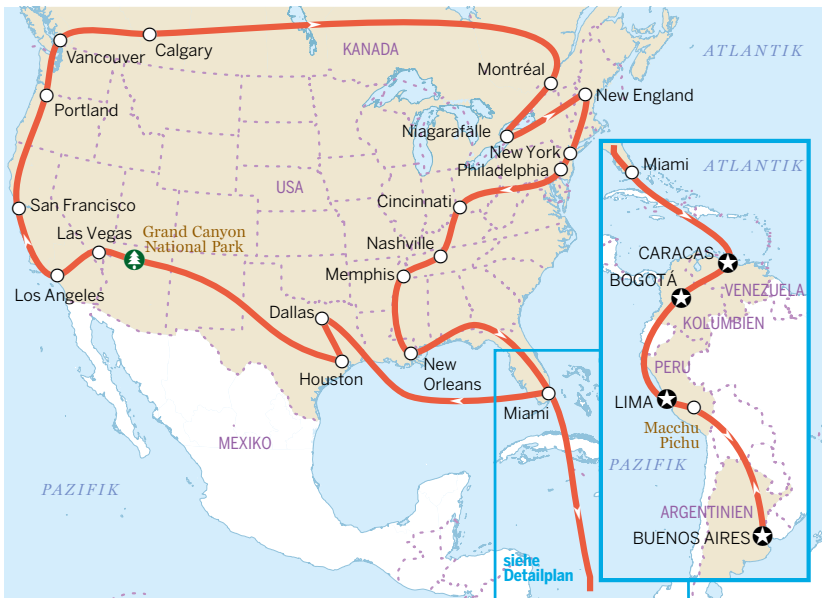 Vancouver
Calgary
KANADA
ATLANTIK
Montréal
Portland
New England
Niagarafälle
New York
Philadelphia
USA
San Francisco
Cincinnati
Las Vegas
Grand Canyon
National Park
Nashville
Memphis
Los Angeles
Dallas
Houston
New
Orleans
Miami
MEXIKO
PAZIFIK
siehe
Detailplan
Miami
ATLANTIK
CARACAS
BOGOTÁ
VENEZUELA
KOLUMBIEN
PERU
LIMA
Macchu
Pichu
PAZIFIK
ARGENTINIEN
BUENOS AIRES